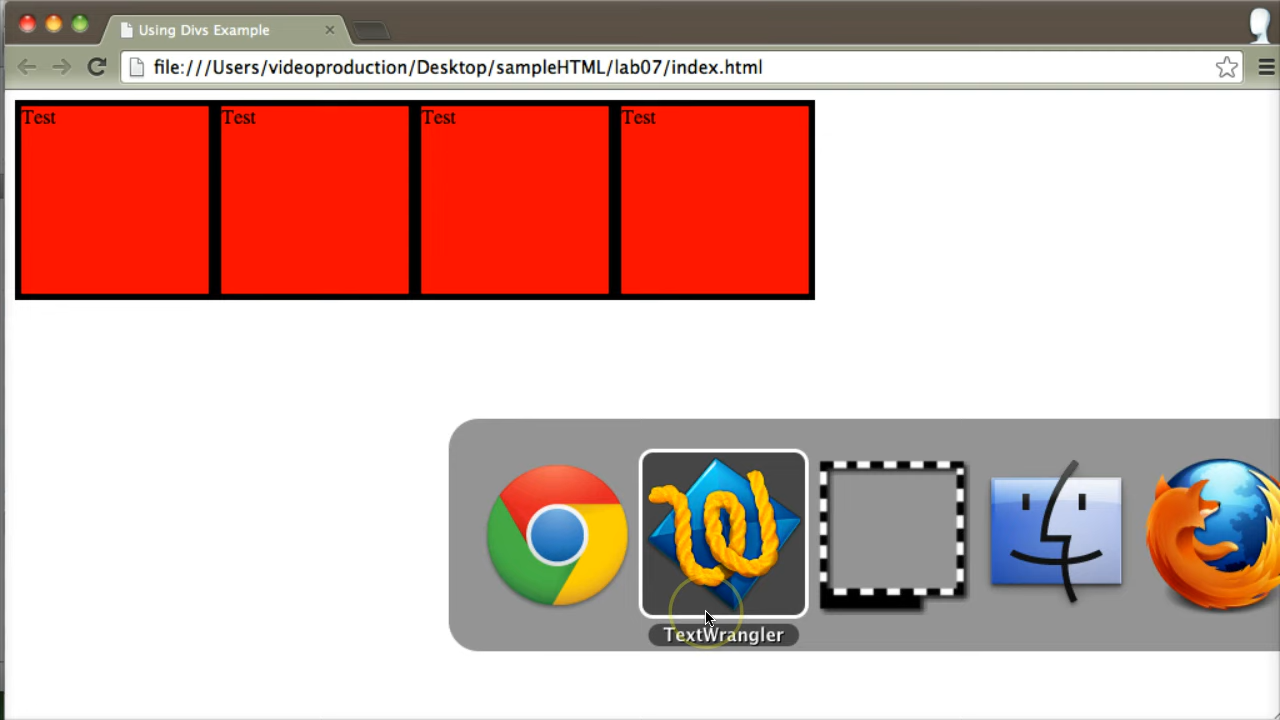 Using Divs Example
file:///Users/videoproduction/Desktop/sampleHTML/lab07/index.html
Test Test Test Test
TextWrangler